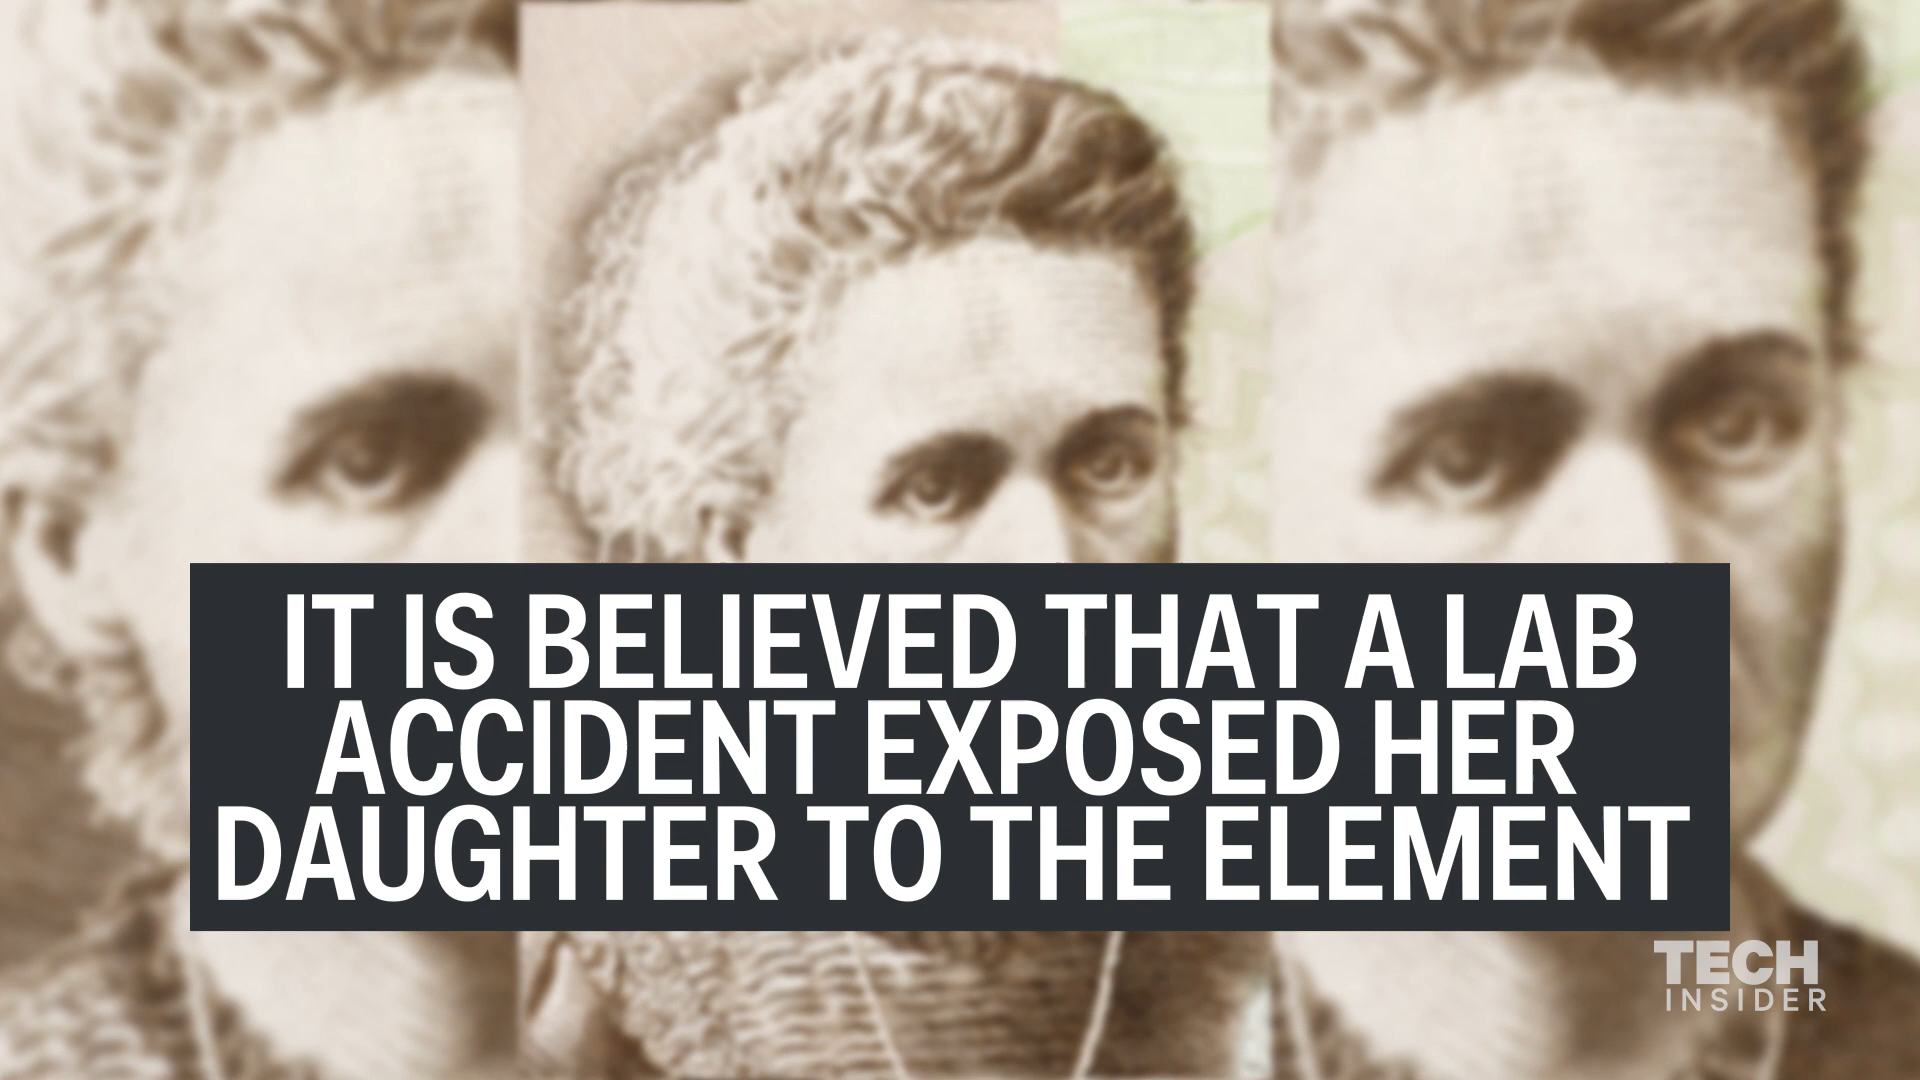 IT IS BELIEVED THAT A LAB
ACCIDENT EXPOSED HER
DAUGHTER TO THE ELEMENT
TECH
INSIDER